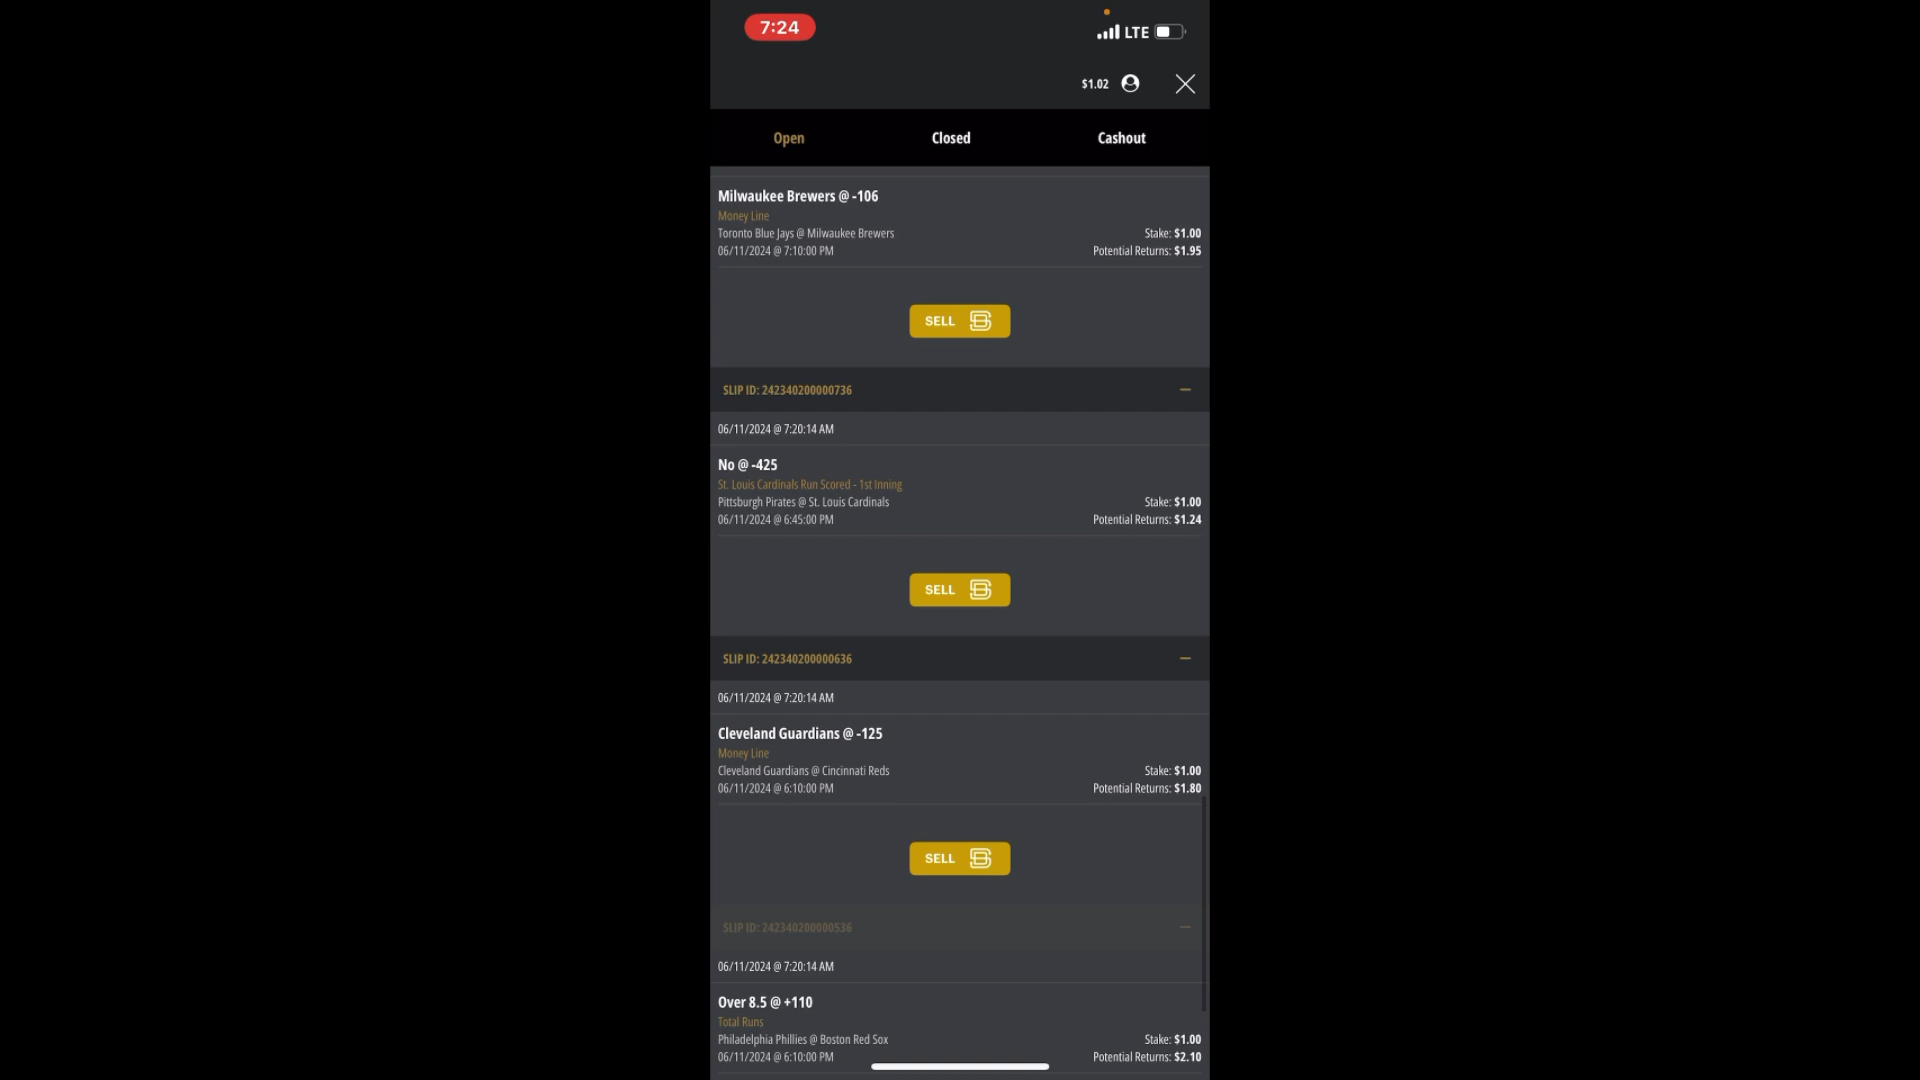 7:24
LTE
$1.02
Open Closed Cashout
Milwaukee Brewers @ -106
Money Line
Toronto Blue Jays @ Milwaukee Brewers Stake: $1.00
06/11/2024 @ 7:10:00 PM Potential Returns: $1.95
SELL
SLIP ID: 242340200000736
06/11/2024 @ 7:20:14 AM
No @ -425
St. Louis Cardinals Run Scored - 1st Inning
Pittsburgh Pirates @ St. Louis Cardinals Stake: $1.00
06/11/2024 @ 6:45:00 PM Potential Returns: $1.24
SELL
SLIP ID: 242340200000636
06/11/2024 @ 7:20:14 AM
Cleveland Guardians @ -125
Money Line
Cleveland Guardians @ Cincinnati Reds Stake: $1.00
06/11/2024 @ 6:10:00 PM Potential Returns: $1.80
SELL
SLIP ID: 242340200000536
06/11/2024 @ 7:20:14 AM
Over 8.5 @ +110
Total Runs
Philadelphia Phillies @ Boston Red Sox Stake: $1.00
06/11/2024 @ 6:10:00 PM Potential Returns: $2.10